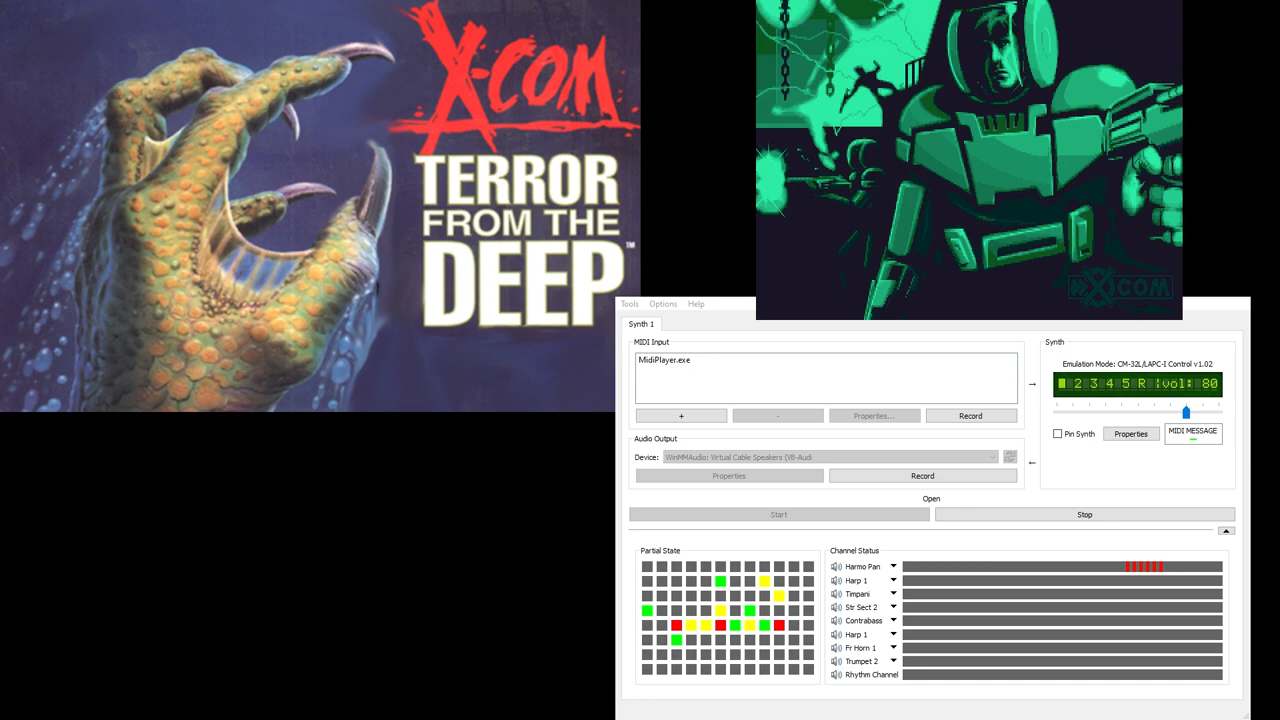 X-COM
TERROR
FROM THE
DEEP™
XCOM
Tools Options Help
Synth 1
MIDI Input
MidiPlayer.exe
+ - Properties... Record
Audio Output
Device: WinMMAudio: Virtual Cable Speakers (VB-Audi
Properties Record
Synth
Emulation Mode: CM-32L/LAPC-I Control v1.02
2 3 4 5 R |vol: 80
Pin Synth Properties MIDI MESSAGE
Open
Start Stop
Partial State
Channel Status
Harmo Pan
Harp 1
Timpani
Str Sect 2
Contrabass
Harp 1
Fr Horn 1
Trumpet 2
Rhythm Channel